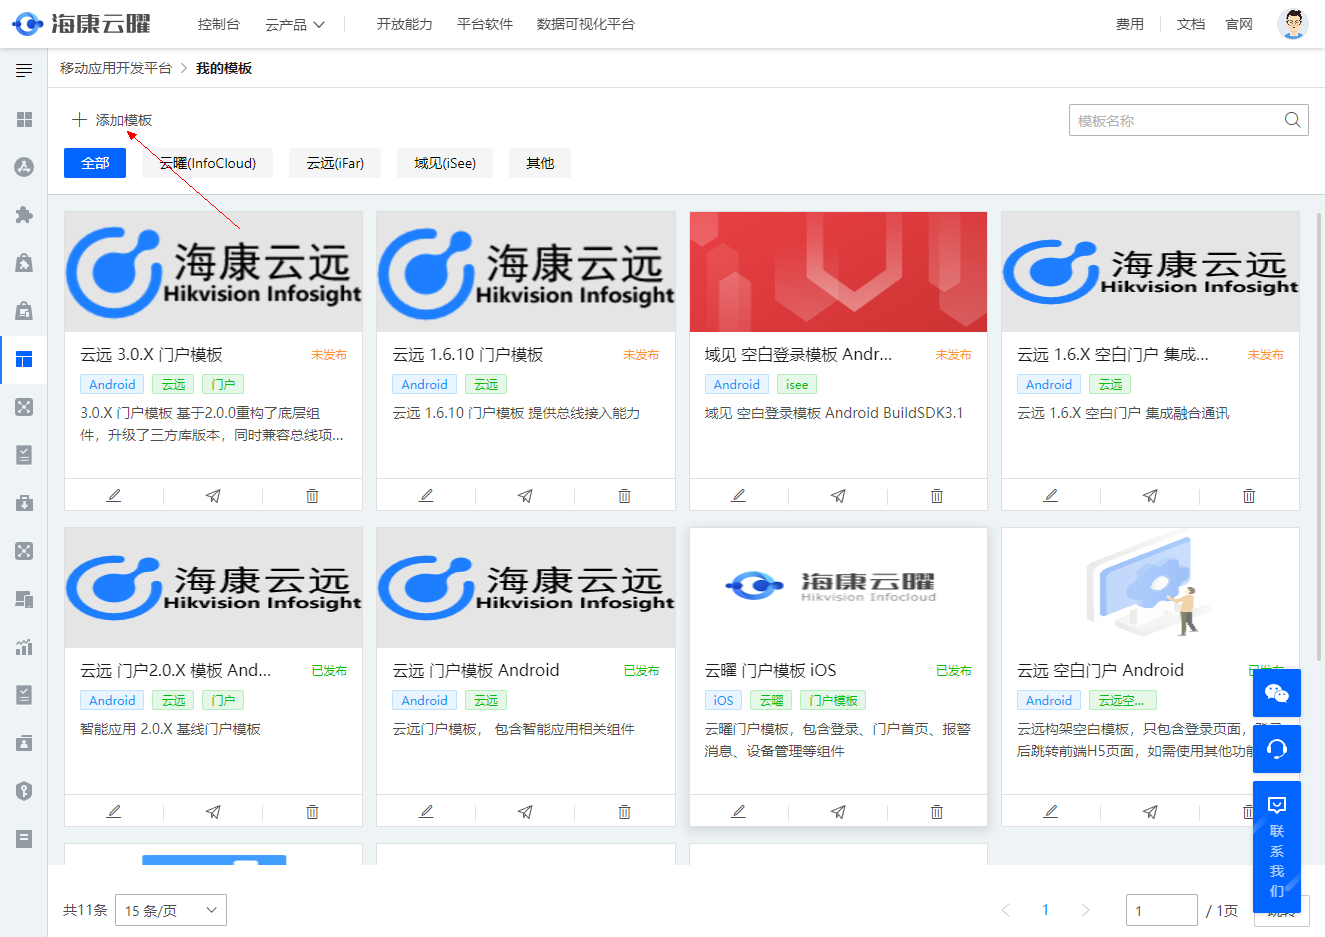 海康云曜
控制台
云产品
开放能力
平台软件
数据可视化平台
费用
文档
官网
移动应用开发平台 > 我的模板
添加模板
模板名称
全部
云曜(InfoCloud)
云远(iFar)
域见(iSee)
其他
海康云远
Hikvision Infosight
海康云远
Hikvision Infosight
海康云远
Hikvision Infosight
云远 3.0.X 门户模板
未发布
Android 云远 门户
3.0.X 门户模板 基于2.0.0重构了底层组
件，升级了三方库版本，同时兼容总线项...
云远 1.6.10 门户模板
未发布
Android 云远
云远 1.6.10 门户模板 提供总线接入能力
域见 空白登录模板 Andr...
未发布
Android isee
域见 空白登录模板 Android BuildSDK3.1
云远 1.6.X 空白门户 集成...
未发布
Android 云远
云远 1.6.X 空白门户 集成融合通讯
海康云远
Hikvision Infosight
海康云远
Hikvision Infosight
海康云曜
Hikvision Infocloud
云远 门户2.0.X 模板 And...
已发布
Android 云远 门户
智能应用 2.0.X 基线门户模板
云远 门户模板 Android
已发布
Android 云远
云远门户模板， 包含智能应用相关组件
云曜 门户模板 iOS
已发布
iOS 云曜 门户模板
云曜门户模板，包含登录、门户首页、报警
消息、设备管理等组件
云远 空白门户 Android
已发布
Android 云远空...
云远构架空白模板，只包含登录页面，登录
后跳转前端H5页面，如需使用其他功能
联
系
我
们
共11条
15 条/页
1
1
/ 1页
跳转